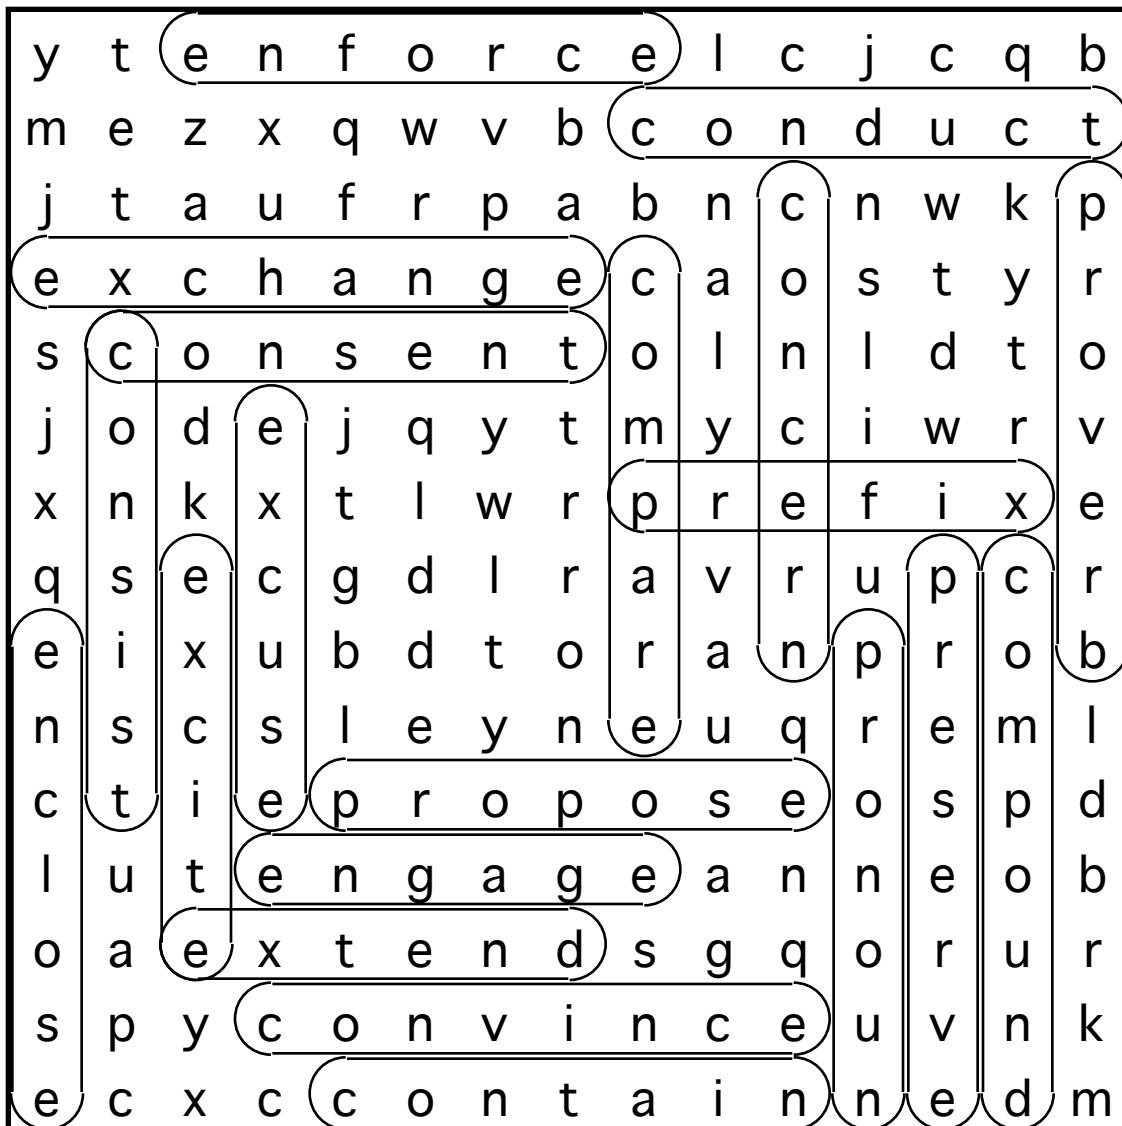 y t e n f o r c e l c j c q b
m e z x q w v b c o n d u c t
j t a u f r p a b n c n w k p
e x c h a n g e c a o s t y r
s c o n s e n t o l n l d t o
j o d e j q y t m y c i w r v
x n k x t l w r p r e f i x e
q s e c g d l r a v r u p c r
e i x u b d t o r a n p r o b
n s c s l e y n e u q r e m l
c t i e p r o p o s e o s p d
l u t e n g a g e a n n e o b
o a e x t e n d s g q o r u r
s p y c o n v i n c e u v n k
e c x c c o n t a i n n e d m